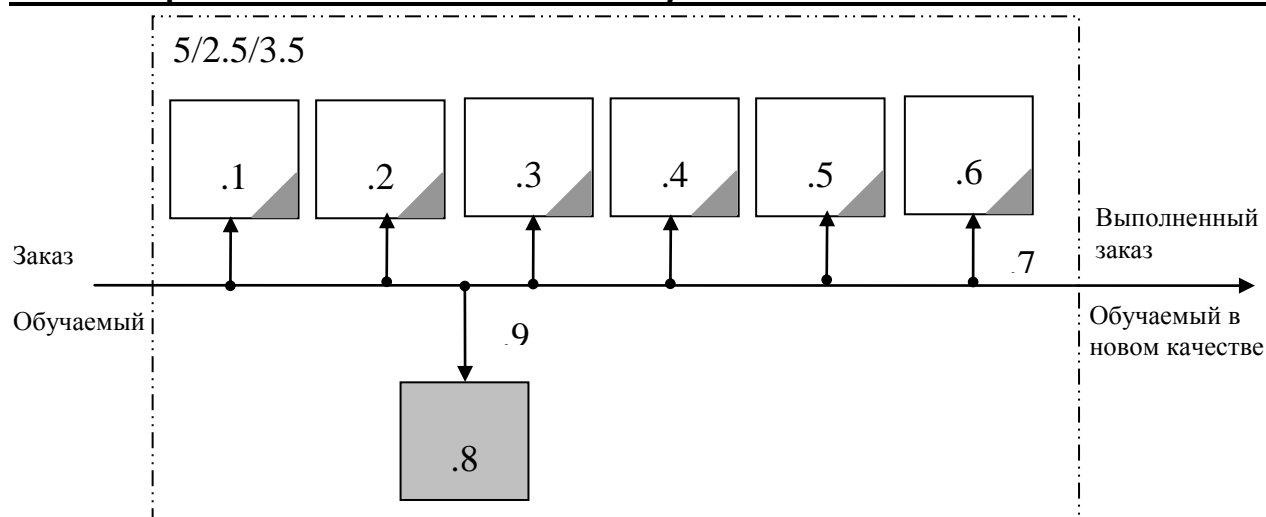 5/2.5/3.5
.1
.2
.3
.4
.5
.6
Заказ
Обучаемый
.7
Выполненный
заказ
Обучаемый в
новом качестве
.9
.8